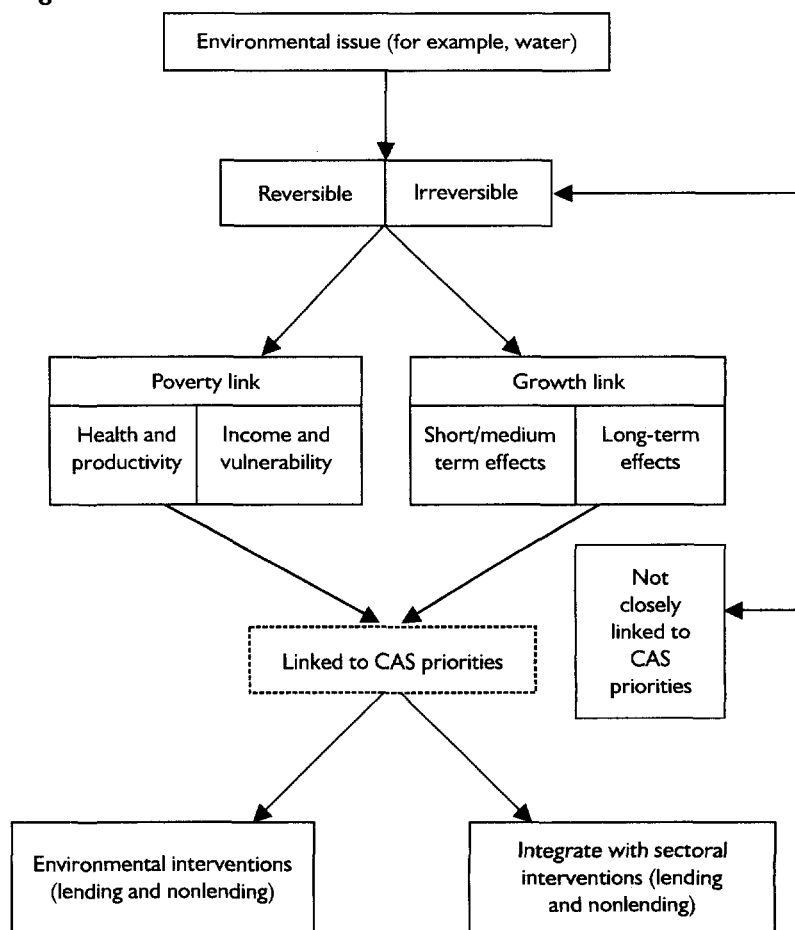 Environmental issue (for example, water)
Reversible
Irreversible
Poverty link
Health and
productivity
Income and
vulnerability
Growth link
Short/medium
term effects
Long-term
effects
Not
closely
linked to
CAS
priorities
Linked to CAS priorities
Environmental interventions
(lending and nonlending)
Integrate with sectoral
interventions (lending
and nonlending)